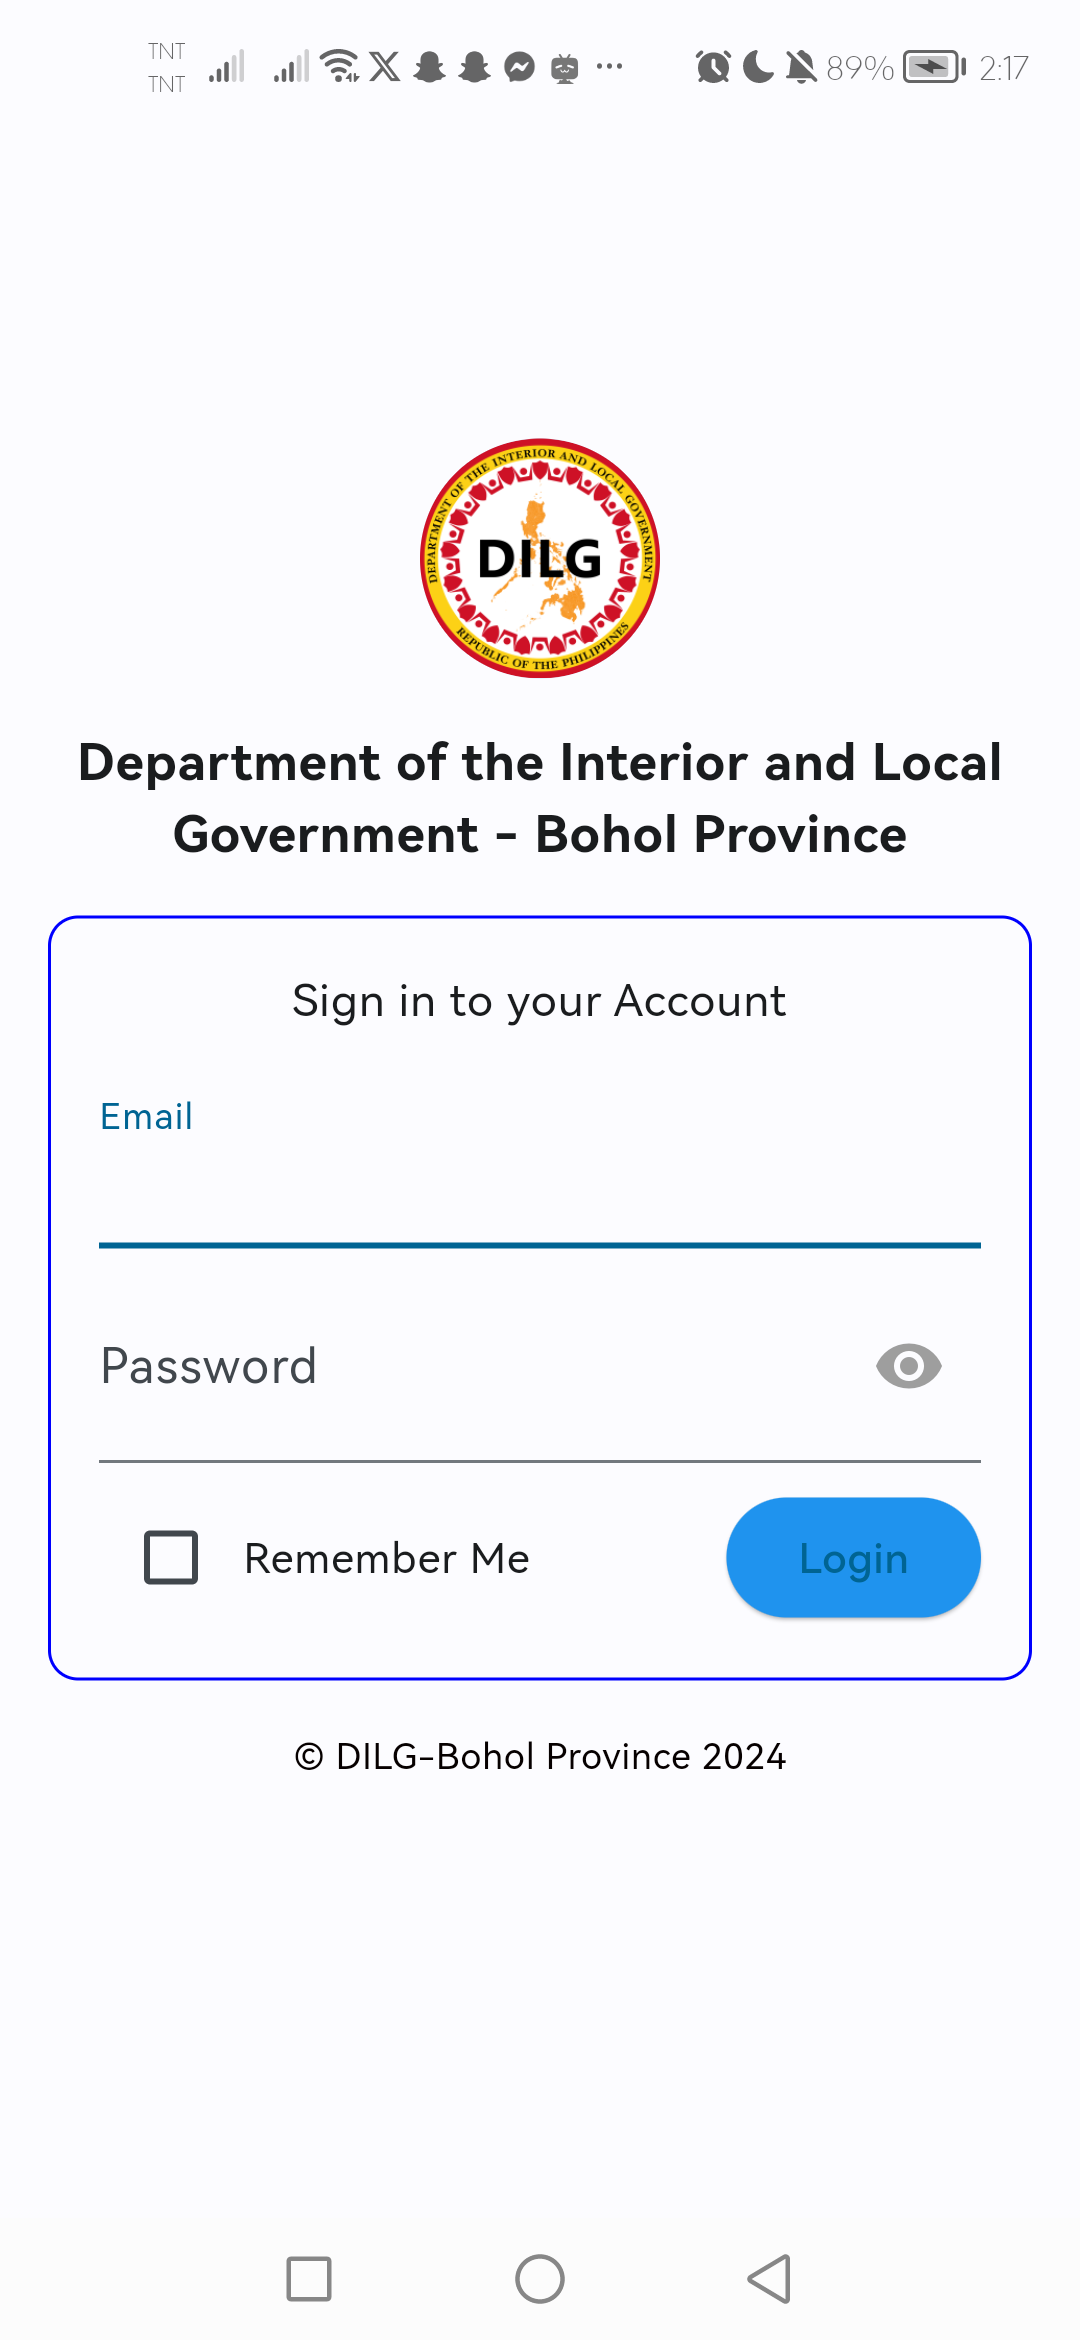 TNT
TNT
89%
2:17
DEPARTMENT OF THE INTERIOR AND LOCAL GOVERNMENT
DILG
REPUBLIC OF THE PHILIPPINES
Department of the Interior and Local
Government - Bohol Province
Sign in to your Account
Email
Password
Remember Me
Login
© DILG-Bohol Province 2024